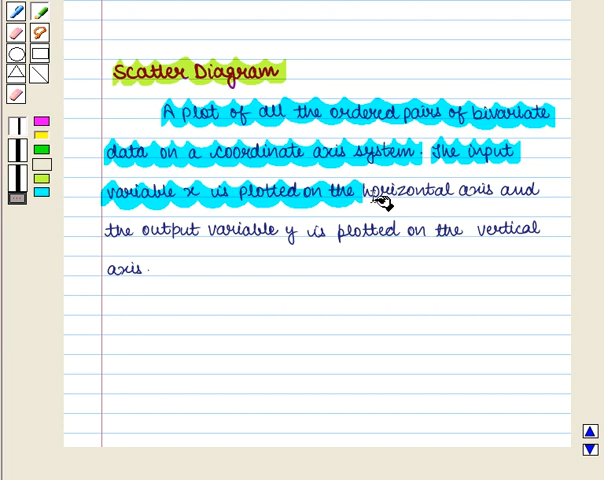 Scatter Diagram
A plot of all the ordered pairs of bivariate
data on a coordinate axis system. The input
variable x is plotted on the horizontal axis and
the output variable y is plotted on the vertical
axis.